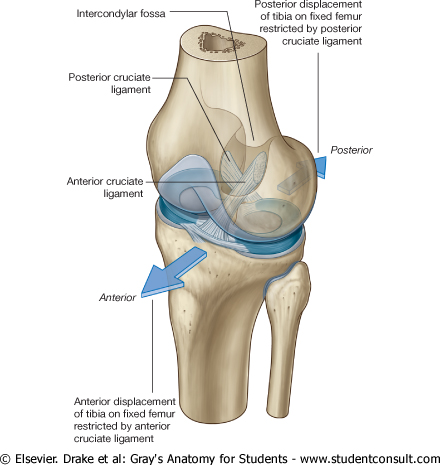 Intercondylar fossa
Posterior displacement
of tibia on fixed femur
restricted by posterior
cruciate ligament
Posterior cruciate
ligament
Posterior
Anterior cruciate
ligament
Anterior
Anterior displacement
of tibia on fixed femur
restricted by anterior
cruciate ligament
© Elsevier. Drake et al: Gray's Anatomy for Students - www.studentconsult.com